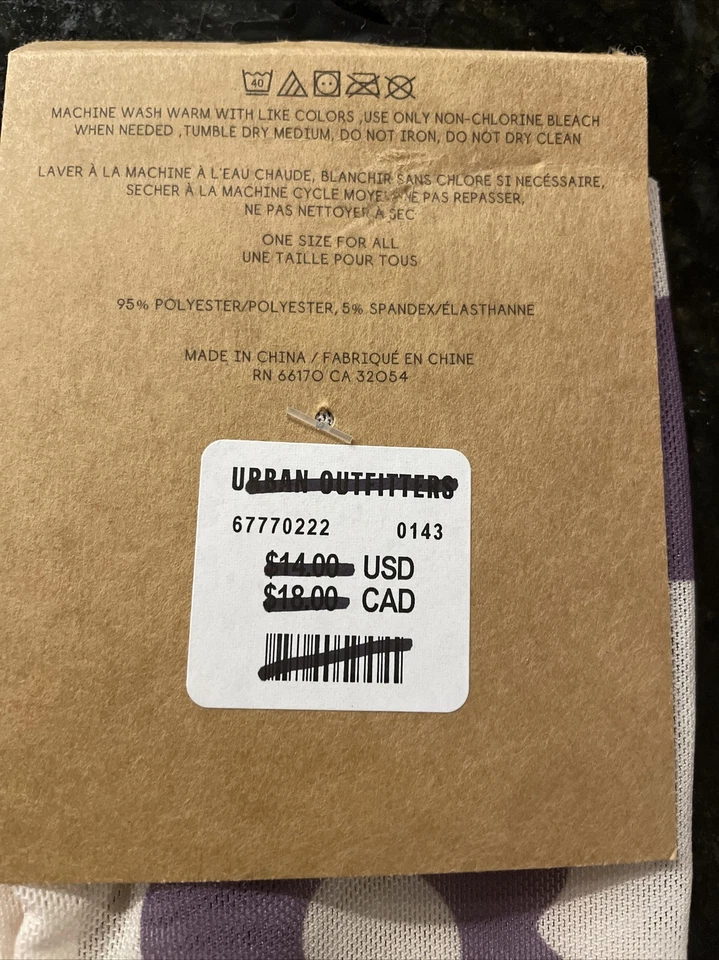 40
MACHINE WASH WARM WITH LIKE COLORS ,USE ONLY NON-CHLORINE BLEACH
WHEN NEEDED ,TUMBLE DRY MEDIUM, DO NOT IRON, DO NOT DRY CLEAN
LAVER À LA MACHINE À L'EAU CHAUDE, BLANCHIR SANS CHLORE SI NECÉSSAIRE,
SECHER À LA MACHINE CYCLE MOYEN NE PAS REPASSER,
NE PAS NETTOYER À SEC
ONE SIZE FOR ALL
UNE TAILLE POUR TOUS
95% POLYESTER/POLYESTER, 5% SPANDEX/ÉLASTHANNE
MADE IN CHINA / FABRIQUÉ EN CHINE
RN 66170 CA 32054
URBAN OUTFITTERS
67770222 0143
$14.00 USD
$18.00 CAD